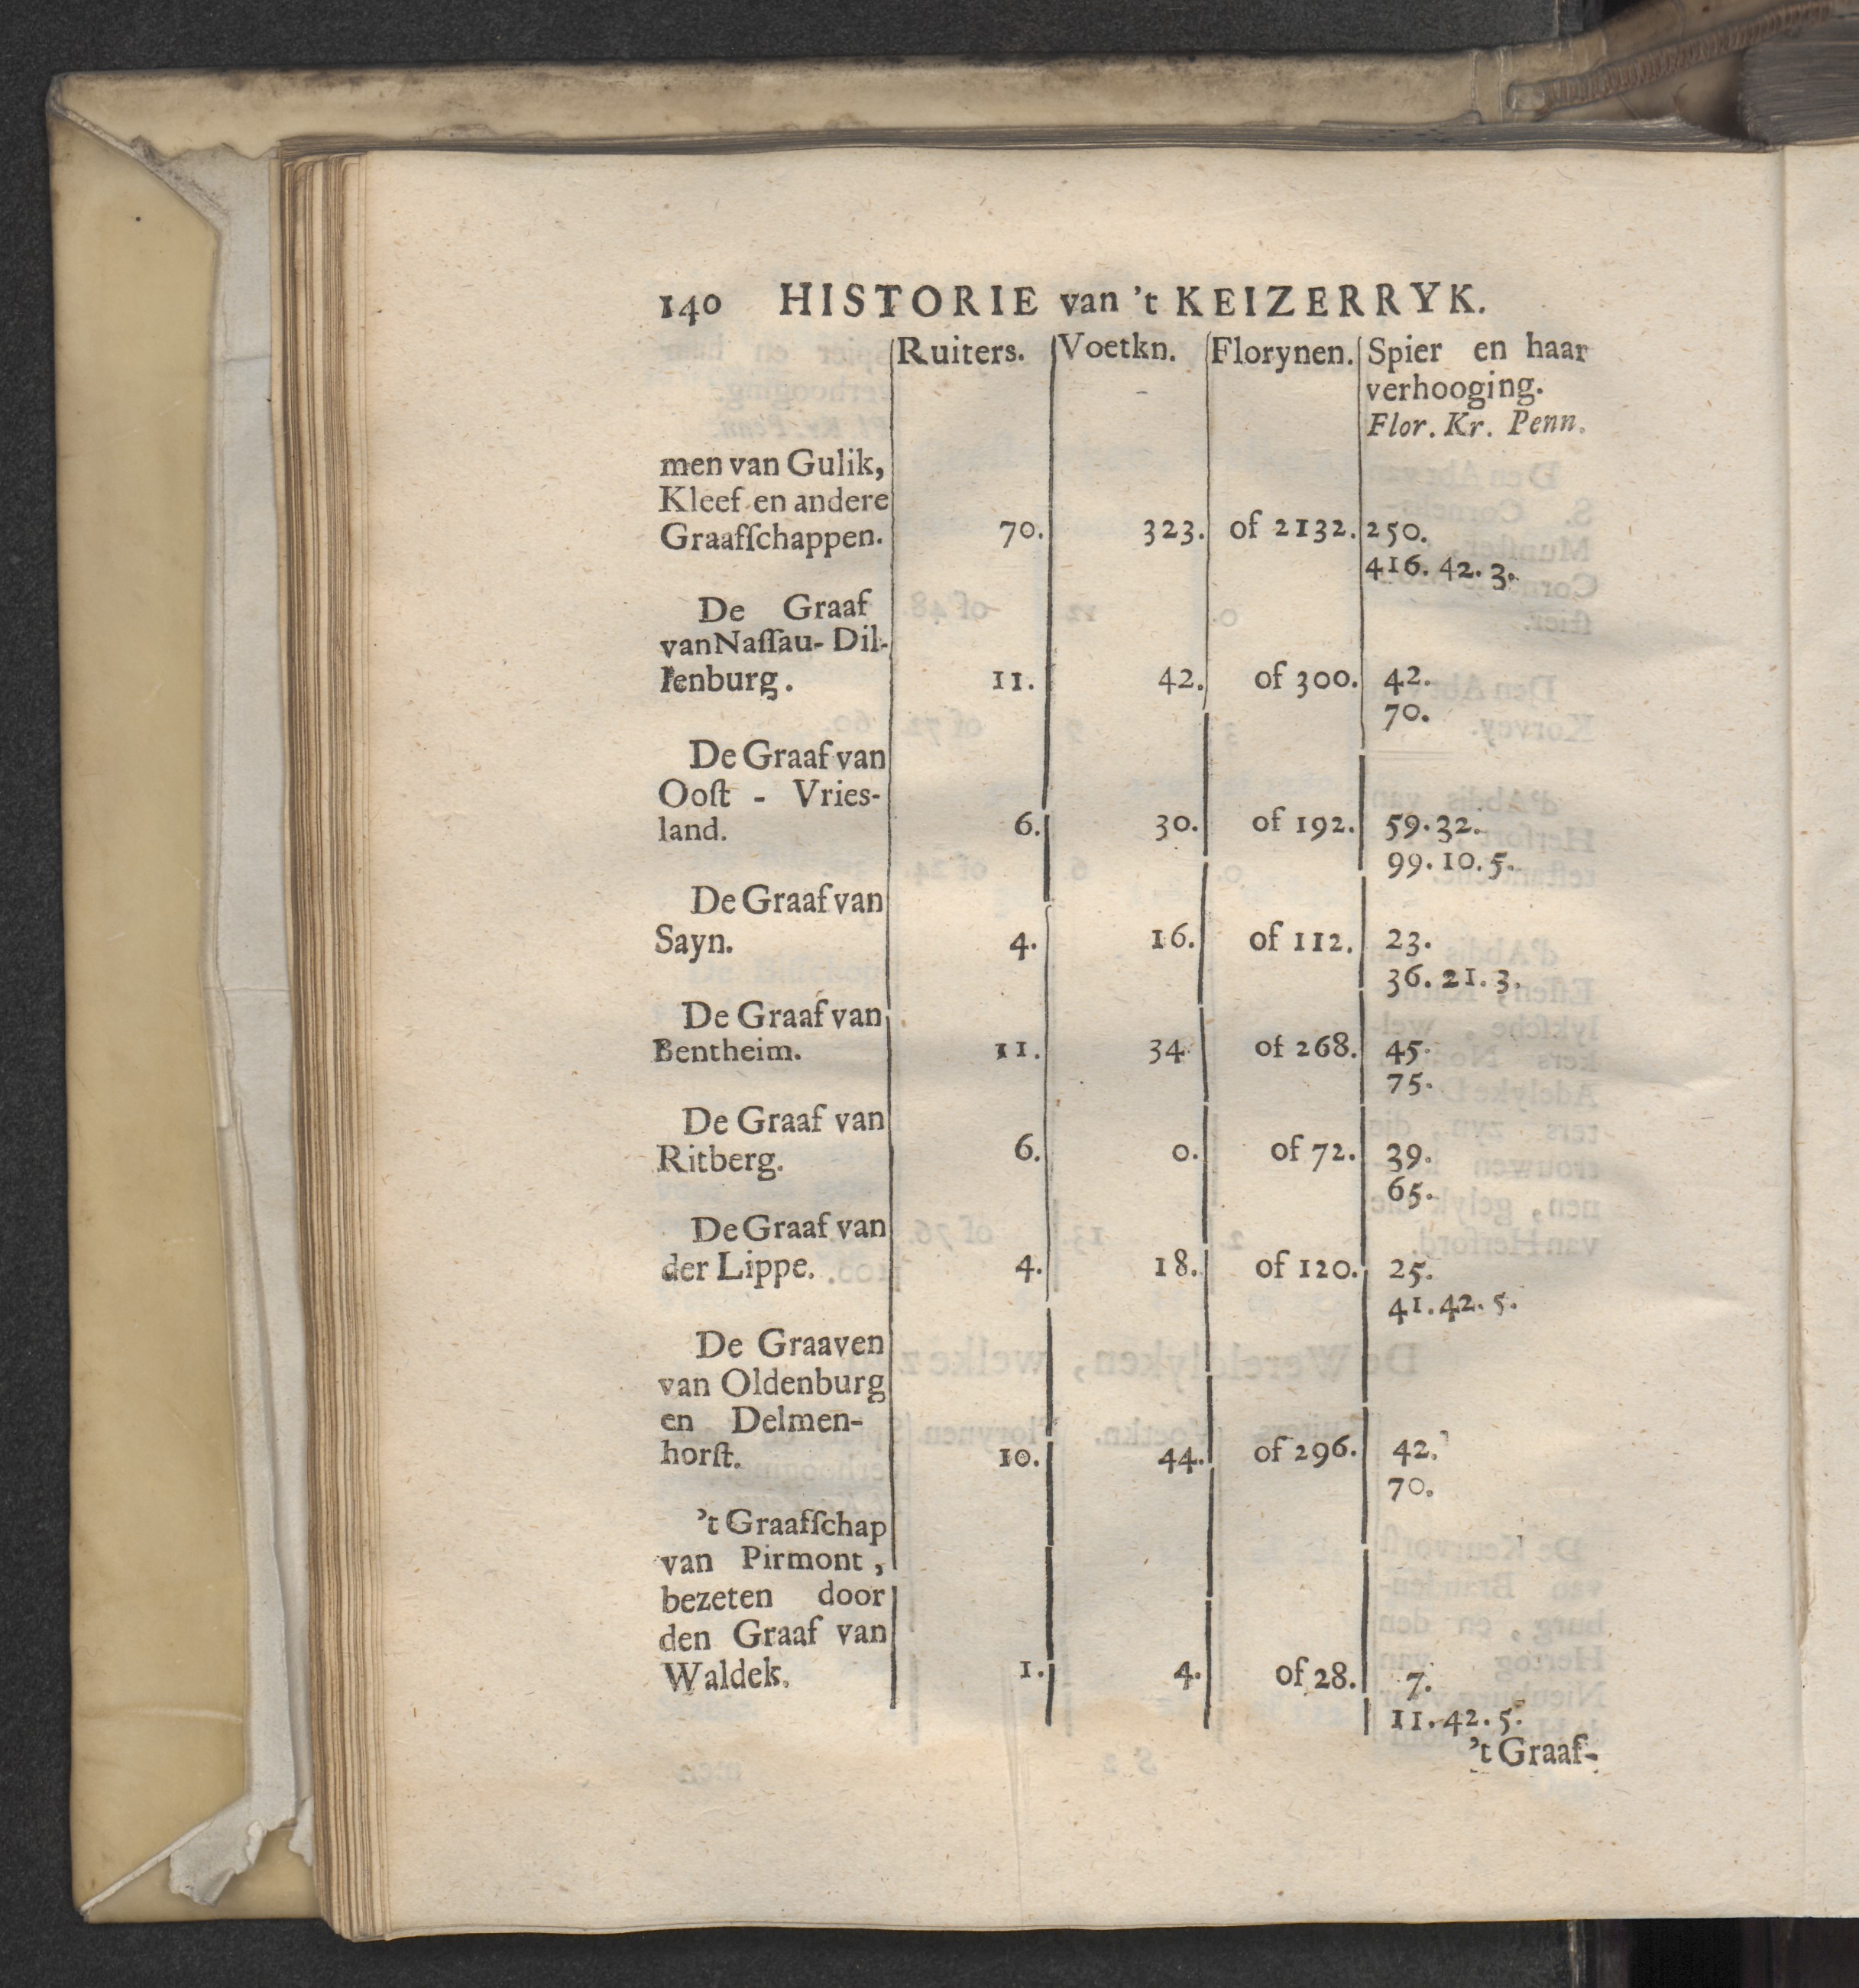 140 HISTORIE van 't KEIZERRYK.
Ruiters. Voetkn. Florynen. Spier en haar
verhooging.
Flor. Kr. Penn.
men van Gulik,
Kleef en andere
Graafſchappen. 70. 323. of 2132. 250.
416. 42. 3.
De Graaf
van Naſſau-Dil-
lenburg. 11. 42. of 300. 42.
70.
De Graaf van
Ooſt - Vries-
land. 6. 30. of 192. 59. 32.
99. 10. 5.
De Graaf van
Sayn. 4. 16. of 112. 23.
36. 21. 3.
De Graaf van
Bentheim. 11. 34. of 268. 45.
75.
De Graaf van
Ritberg. 6. 0. of 72. 39.
65.
De Graaf van
der Lippe. 4. 18. of 120. 25.
41. 42. 5.
De Graaven
van Oldenburg
en Delmen-
horſt. 10. 44. of 296. 42.
70.
't Graafſchap
van Pirmont,
bezeten door
den Graaf van
Waldek. 1. 4. of 28. 7.
11. 42. 5.
't Graaf-